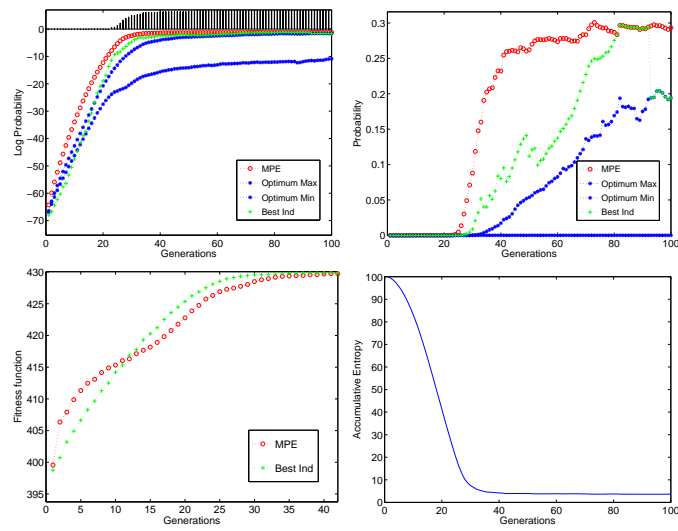 0
-10
-20
-30
-40
-50
-60
-70
Log Probability
0 20 40 60 80 100
Generations
MPE
Optimum Max
Optimum Min
Best Ind
0.3
0.25
0.2
0.15
0.1
0.05
0
Probability
0 20 40 60 80 100
Generations
MPE
Optimum Max
Optimum Min
Best Ind
430
425
420
415
410
405
400
395
Fitness function
0 5 10 15 20 25 30 35 40
Generations
MPE
Best Ind
100
90
80
70
60
50
40
30
20
10
0
Accumulative Entropy
0 20 40 60 80 100
Generations